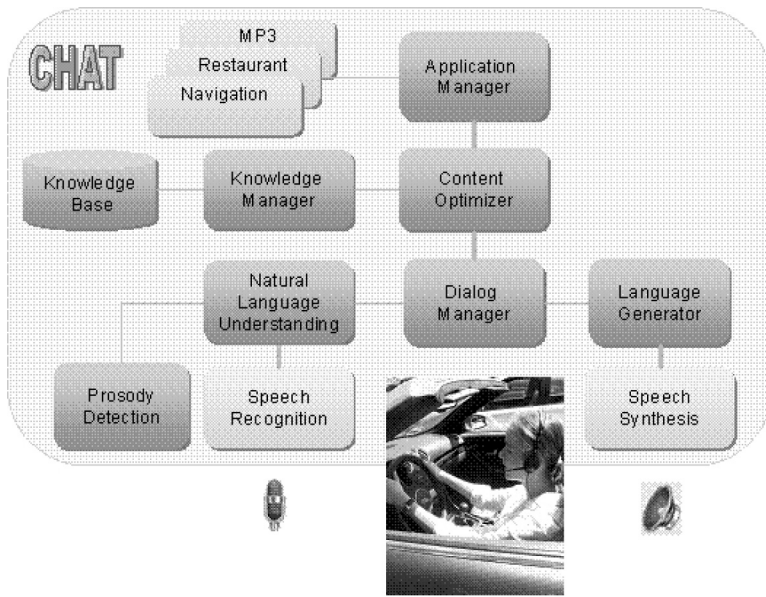 CHAT
MP3
Restaurant
Navigation
Application
Manager
Knowledge
Base
Knowledge
Manager
Content
Optimizer
Natural
Language
Understanding
Dialog
Manager
Language
Generator
Prosody
Detection
Speech
Recognition
Speech
Synthesis